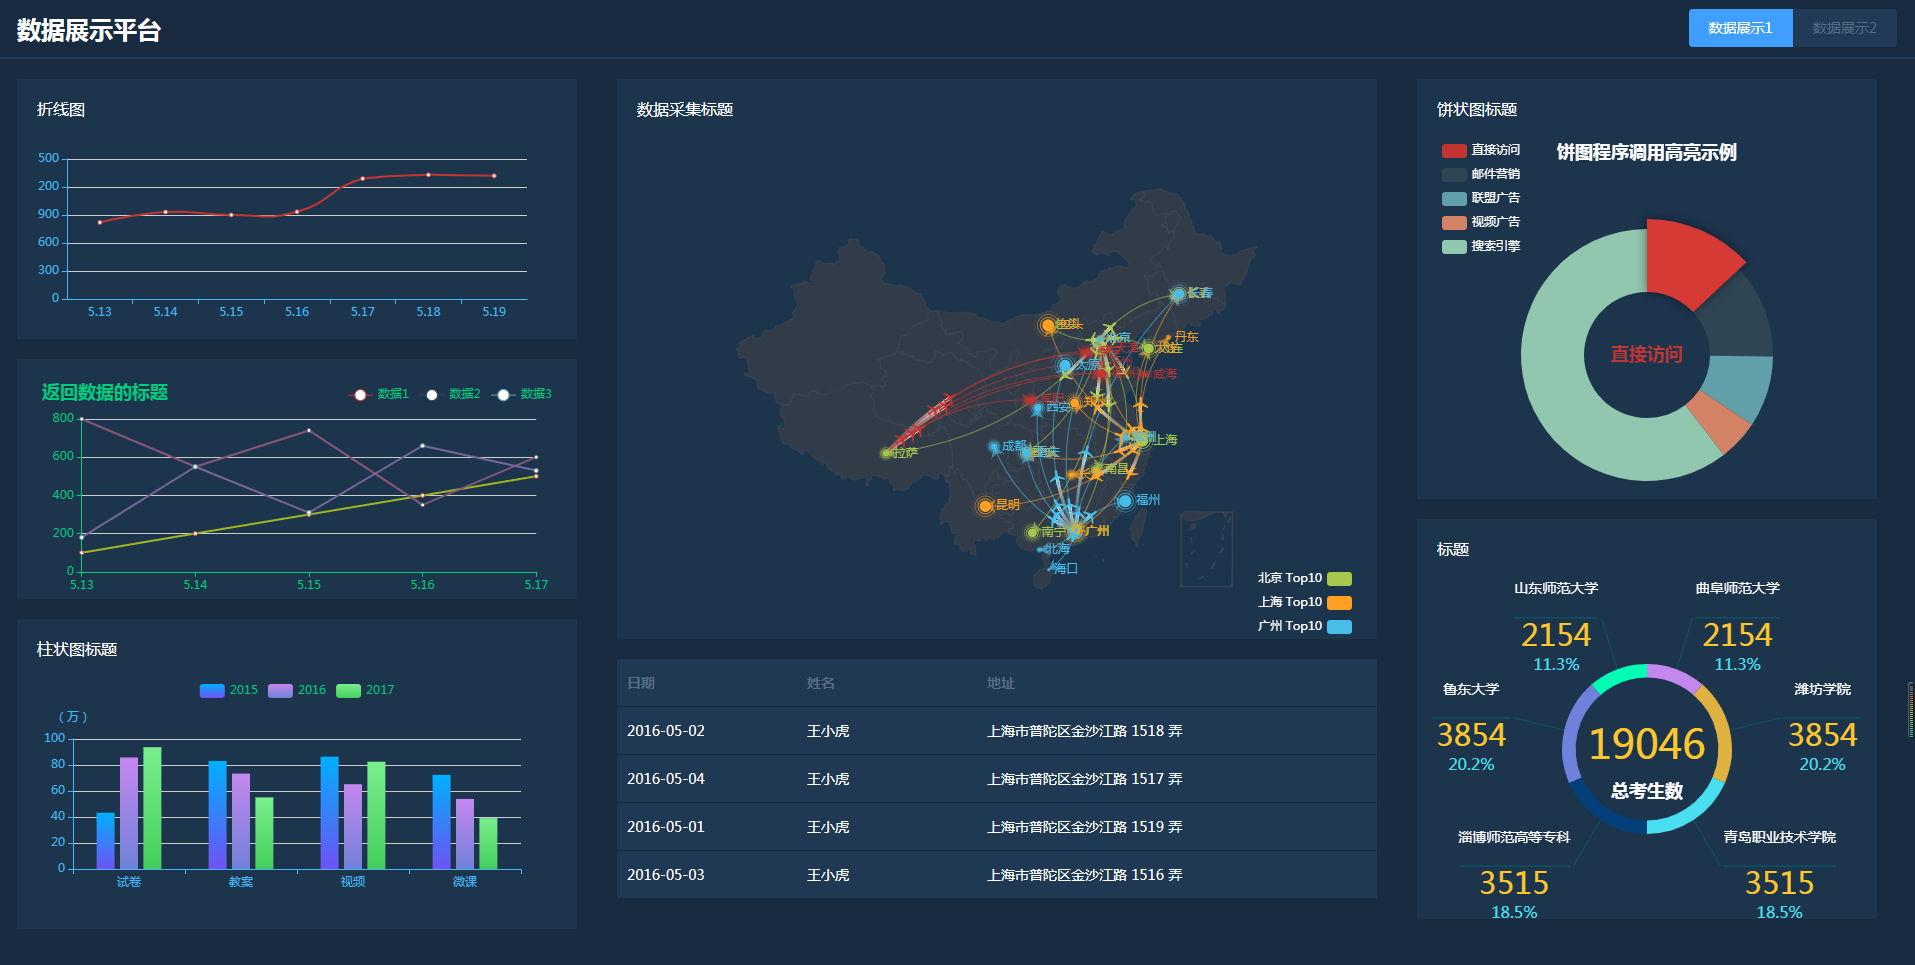 数据展示平台
数据展示1
数据展示2
折线图
500
200
900
600
300
0
5.13 5.14 5.15 5.16 5.17 5.18 5.19
返回数据的标题
数据1 数据2 数据3
800
600
400
200
0
5.13 5.14 5.15 5.16 5.17
柱状图标题
2015 2016 2017
(万)
100
80
60
40
20
0
试卷 教案 视频 微课
数据采集标题
长春
丹东
北京
大连
太原
威海
西安
拉萨
成都
上海
南昌
昆明
福州
南宁
广州
北海
海口
北京 Top10
上海 Top10
广州 Top10
日期 姓名 地址
2016-05-02 王小虎 上海市普陀区金沙江路 1518 弄
2016-05-04 王小虎 上海市普陀区金沙江路 1517 弄
2016-05-01 王小虎 上海市普陀区金沙江路 1519 弄
2016-05-03 王小虎 上海市普陀区金沙江路 1516 弄
饼状图标题
饼图程序调用高亮示例
直接访问
邮件营销
联盟广告
视频广告
搜索引擎
直接访问
标题
山东师范大学
2154
11.3%
曲阜师范大学
2154
11.3%
鲁东大学
3854
20.2%
潍坊学院
3854
20.2%
19046
总考生数
淄博师范高等专科
3515
18.5%
青岛职业技术学院
3515
18.5%